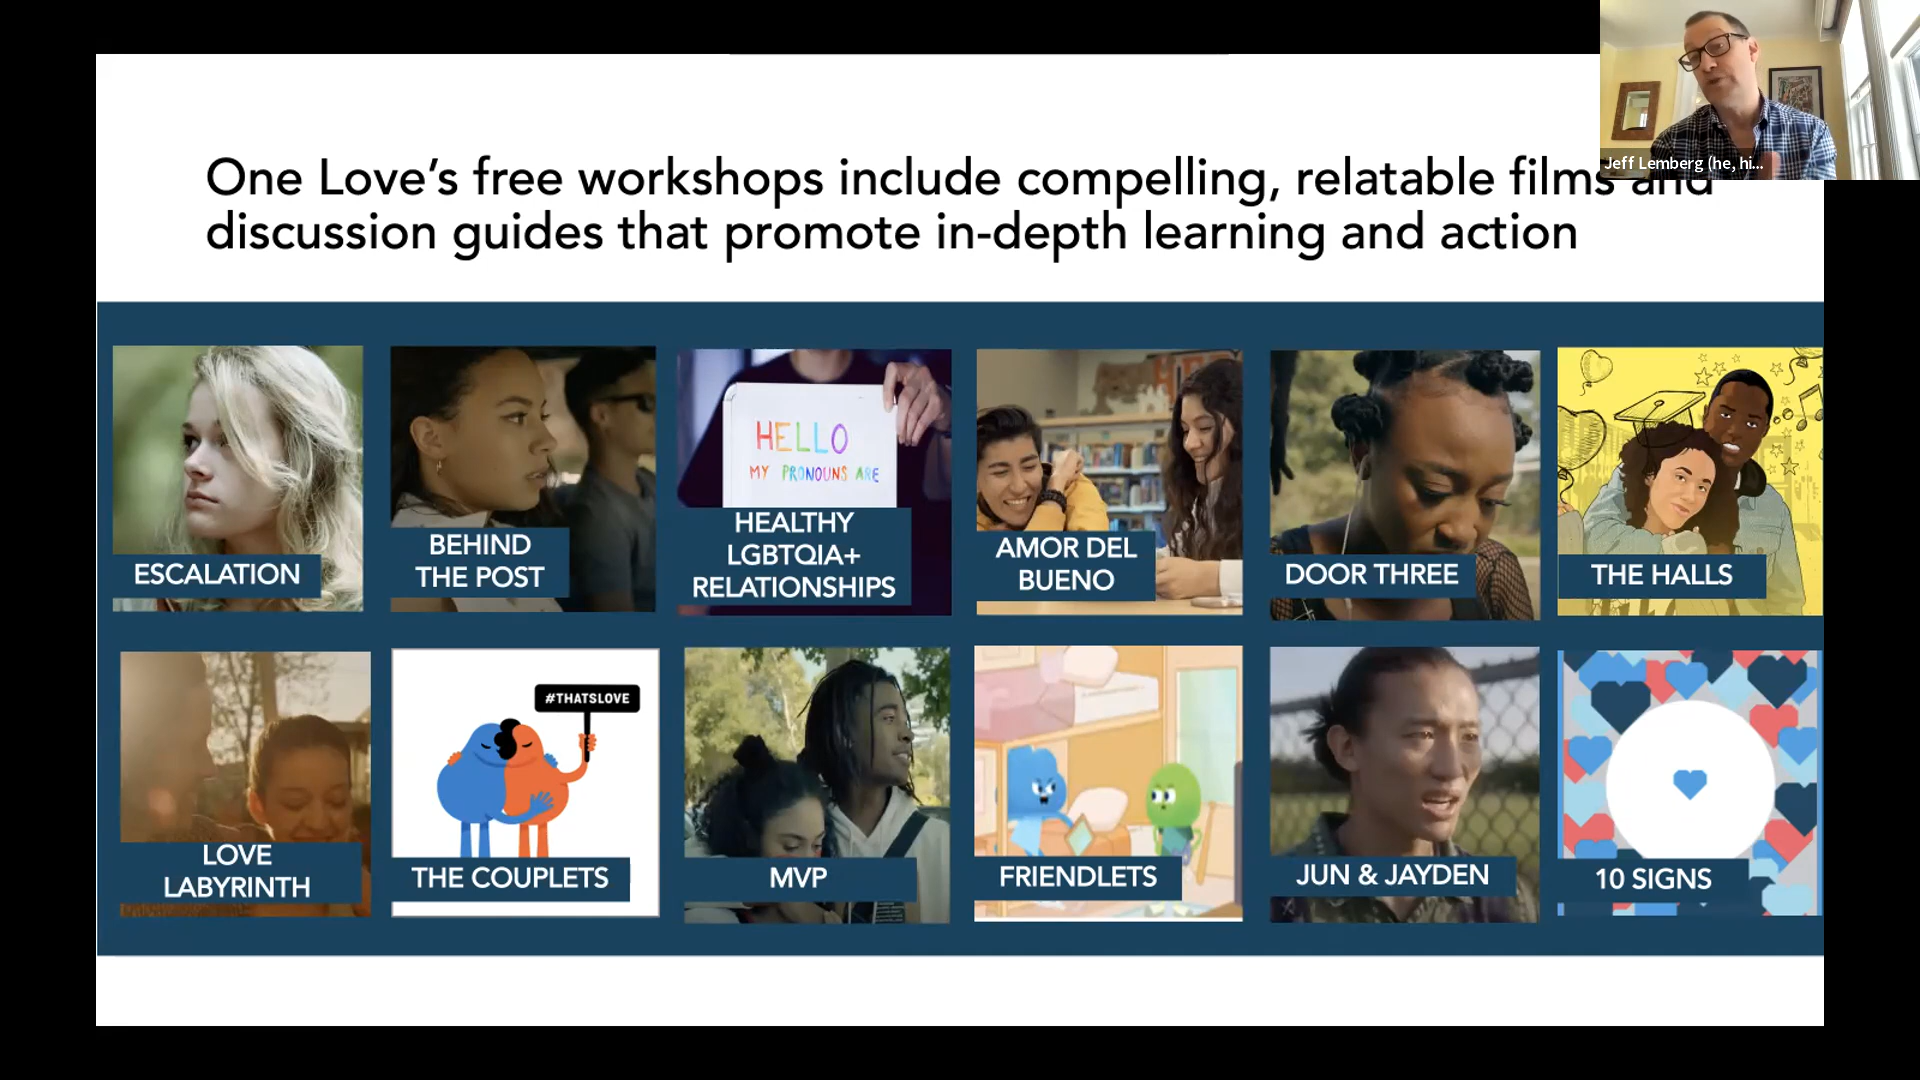 One Love’s free workshops include compelling, relatable films and
discussion guides that promote in-depth learning and action
Jeff Lemberg (he, hi...
HELLO
MY PRONOUNS ARE
ESCALATION
BEHIND
THE POST
HEALTHY
LGBTQIA+
RELATIONSHIPS
AMOR DEL
BUENO
DOOR THREE
THE HALLS
#THATSLOVE
LOVE
LABYRINTH
THE COUPLETS
MVP
FRIENDLETS
JUN & JAYDEN
10 SIGNS